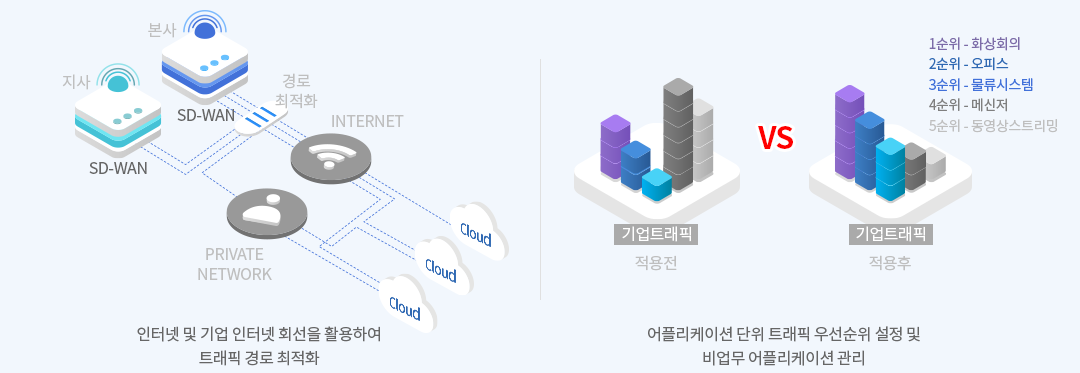 본사
지사
SD-WAN
SD-WAN
경로
최적화
INTERNET
PRIVATE
NETWORK
Cloud
Cloud
Cloud
인터넷 및 기업 인터넷 회선을 활용하여
트래픽 경로 최적화
1순위 - 화상회의
2순위 - 오피스
3순위 - 물류시스템
4순위 - 메신저
5순위 - 동영상스트리밍
VS
기업트래픽
적용전
기업트래픽
적용후
어플리케이션 단위 트래픽 우선순위 설정 및
비업무 어플리케이션 관리